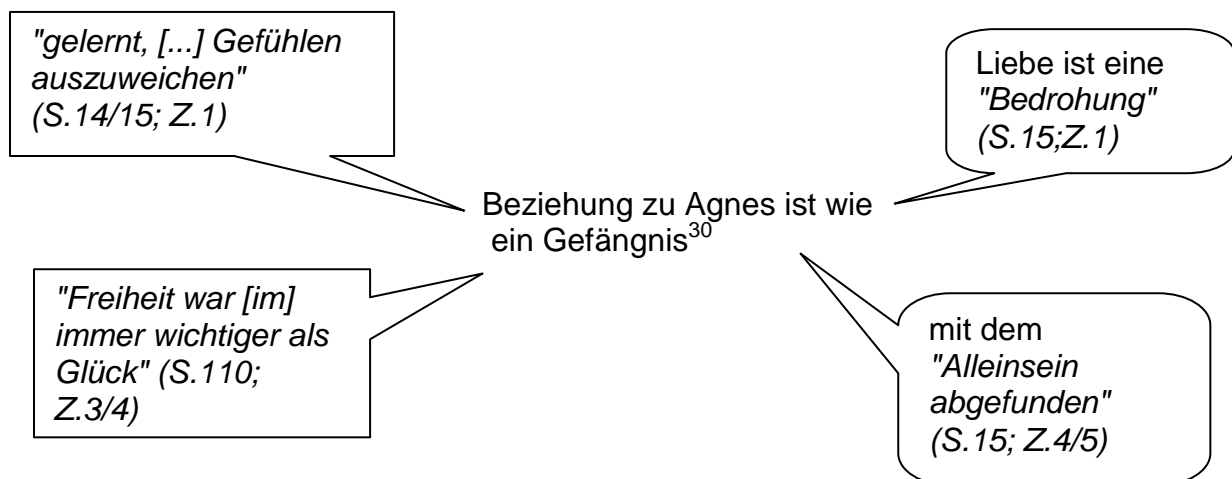 "gelernt, [...] Gefühlen
auszuweichen"
(S.14/15; Z.1)
Liebe ist eine
"Bedrohung"
(S.15;Z.1)
Beziehung zu Agnes ist wie
ein Gefängnis30
"Freiheit war [im]
immer wichtiger als
Glück" (S.110;
Z.3/4)
mit dem
"Alleinsein
abgefunden"
(S.15; Z.4/5)